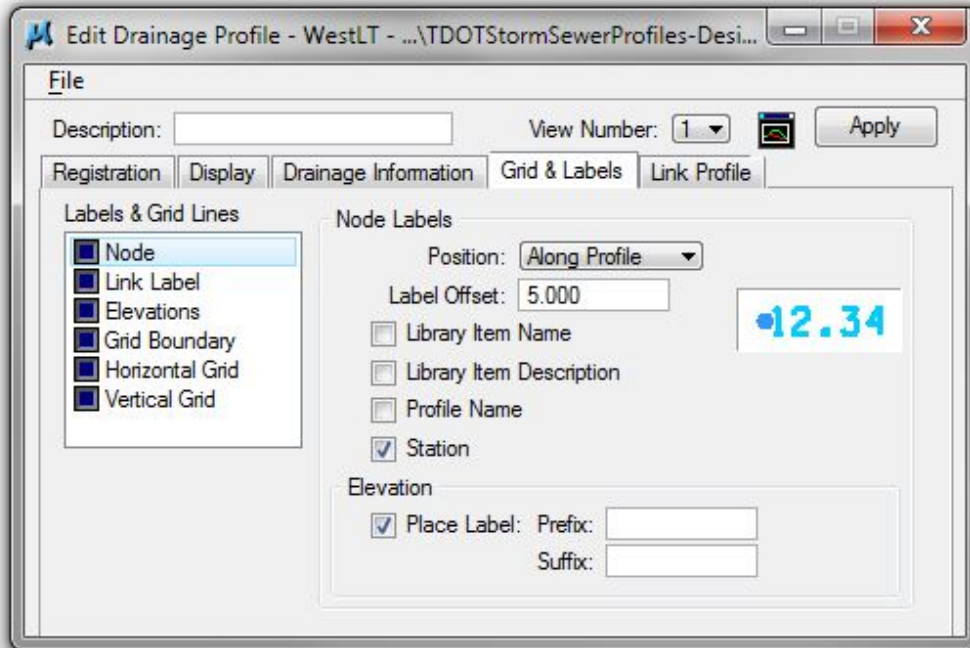 Edit Drainage Profile - WestLT - ...\TDOTStormSewerProfiles-Desi...
File
Description: View Number: 1 Apply
Registration Display Drainage Information Grid & Labels Link Profile
Labels & Grid Lines
Node
Link Label
Elevations
Grid Boundary
Horizontal Grid
Vertical Grid
Node Labels
Position: Along Profile
Label Offset: 5.000
12.34
Library Item Name
Library Item Description
Profile Name
Station
Elevation
Place Label: Prefix:
Suffix: